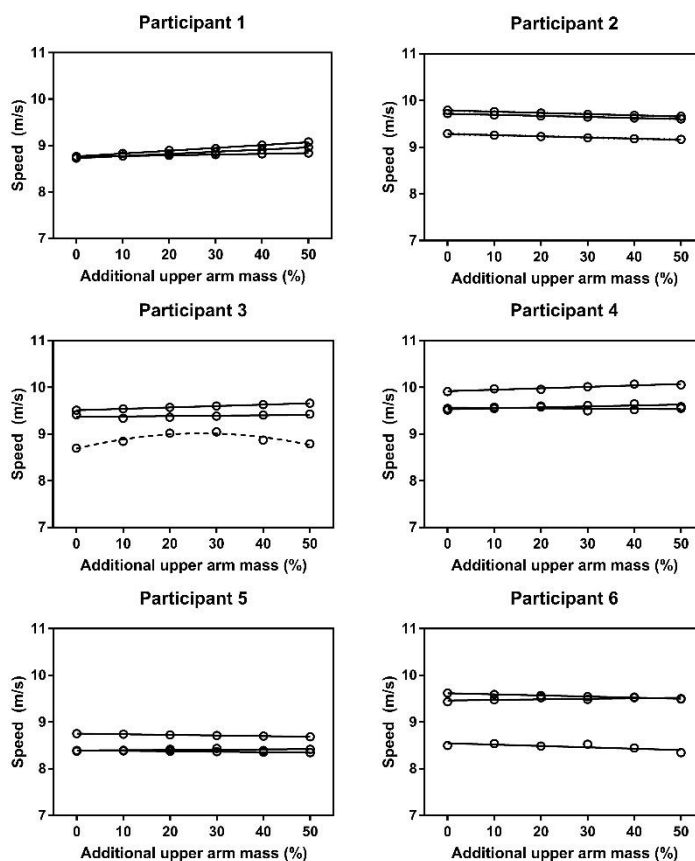 Participant 1
11
10
9
8
7
Speed (m/s)
0 10 20 30 40 50
Additional upper arm mass (%)
Participant 2
11
10
9
8
7
Speed (m/s)
0 10 20 30 40 50
Additional upper arm mass (%)
Participant 3
11
10
9
8
7
Speed (m/s)
0 10 20 30 40 50
Additional upper arm mass (%)
Participant 4
11
10
9
8
7
Speed (m/s)
0 10 20 30 40 50
Additional upper arm mass (%)
Participant 5
11
10
9
8
7
Speed (m/s)
0 10 20 30 40 50
Additional upper arm mass (%)
Participant 6
11
10
9
8
7
Speed (m/s)
0 10 20 30 40 50
Additional upper arm mass (%)